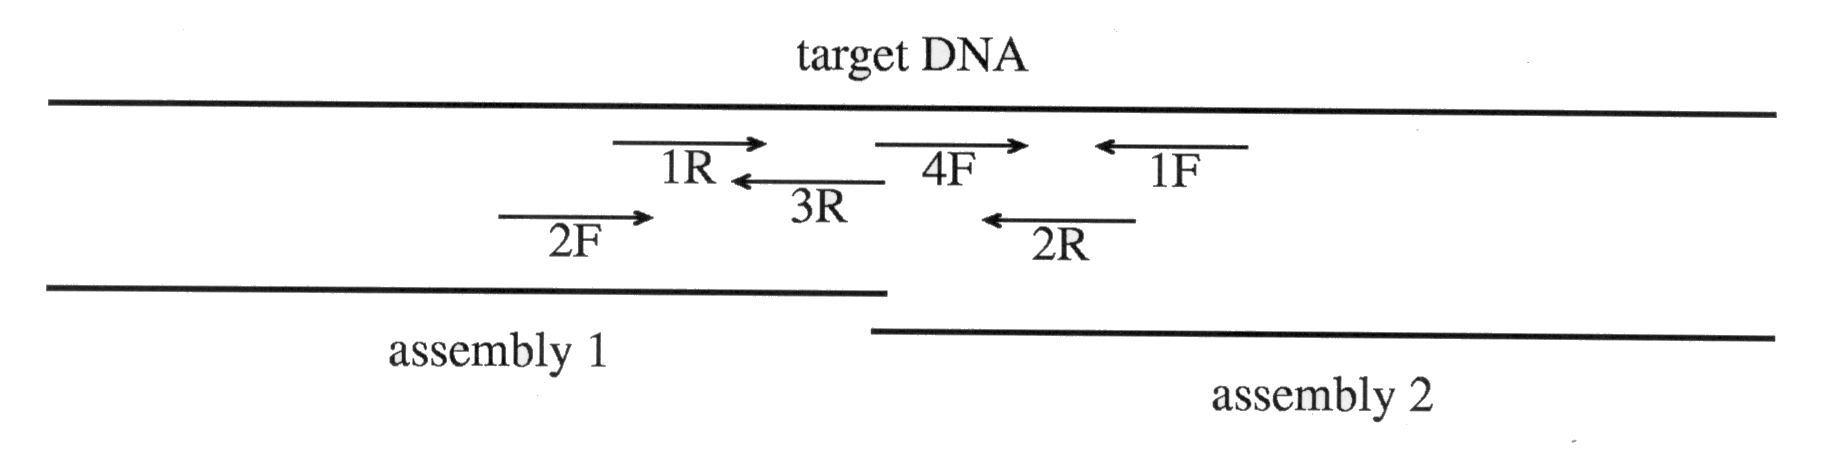 target DNA
1R
4F
1F
3R
2F
2R
assembly 1
assembly 2